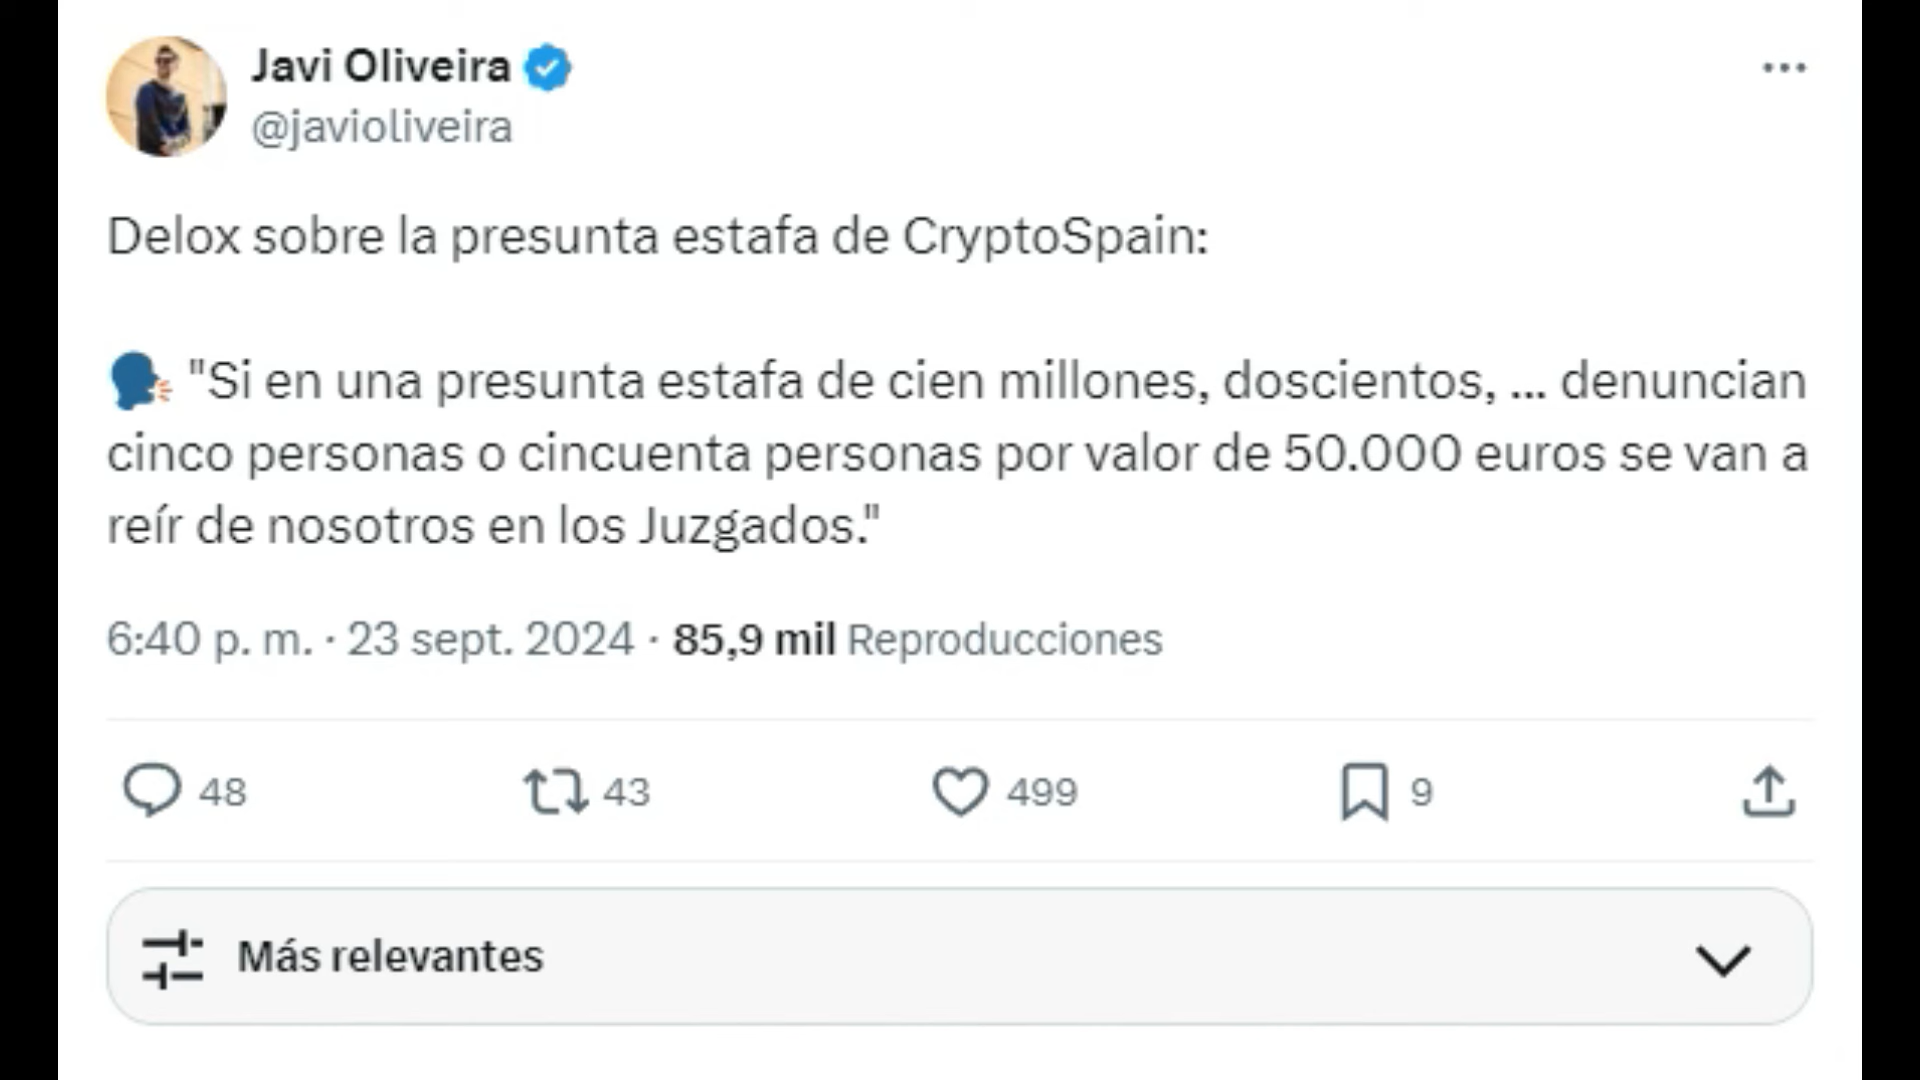 Javi Oliveira
@javioliveira
Delox sobre la presunta estafa de CryptoSpain:
"Si en una presunta estafa de cien millones, doscientos, ... denuncian
cinco personas o cincuenta personas por valor de 50.000 euros se van a
reír de nosotros en los Juzgados."
6:40 p. m. · 23 sept. 2024 · 85,9 mil Reproducciones
48 43 499 9
Más relevantes